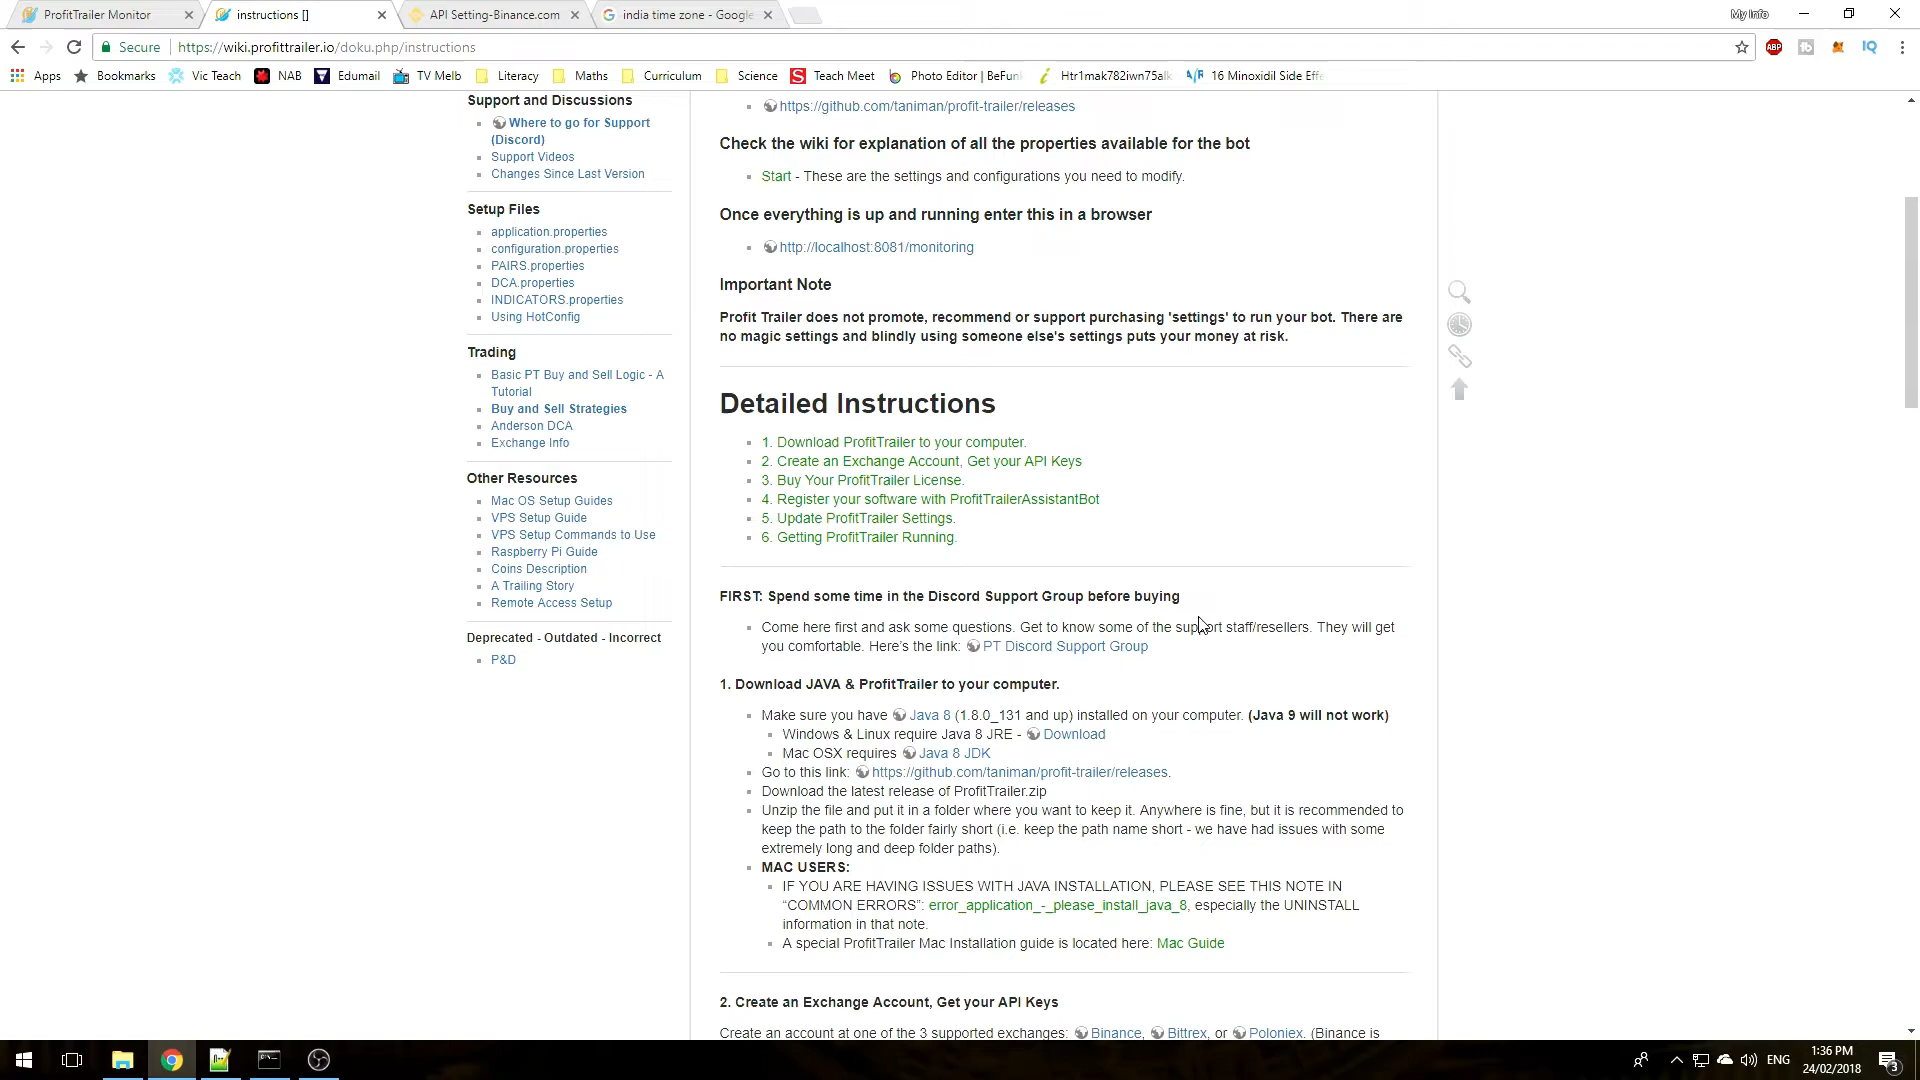 ProfitTrailer Monitor
instructions []
API Setting-Binance.com
india time zone - Google
My Info
Secure
https://wiki.profittrailer.io/doku.php/instructions
ABP
IQ
Apps
Bookmarks
Vic Teach
NAB
Edumail
TV Melb
Literacy
Maths
Curriculum
Science
Teach Meet
Photo Editor | BeFunk
Htr1mak782iwn75alk
16 Minoxidil Side Effe
Support and Discussions
Where to go for Support
(Discord)
Support Videos
Changes Since Last Version
Setup Files
application.properties
configuration.properties
PAIRS.properties
DCA.properties
INDICATORS.properties
Using HotConfig
Trading
Basic PT Buy and Sell Logic - A
Tutorial
Buy and Sell Strategies
Anderson DCA
Exchange Info
Other Resources
Mac OS Setup Guides
VPS Setup Guide
VPS Setup Commands to Use
Raspberry Pi Guide
Coins Description
A Trailing Story
Remote Access Setup
Deprecated - Outdated - Incorrect
P&D
https://github.com/taniman/profit-trailer/releases
Check the wiki for explanation of all the properties available for the bot
Start - These are the settings and configurations you need to modify.
Once everything is up and running enter this in a browser
http://localhost:8081/monitoring
Important Note
Profit Trailer does not promote, recommend or support purchasing 'settings' to run your bot. There are
no magic settings and blindly using someone else's settings puts your money at risk.
Detailed Instructions
1. Download ProfitTrailer to your computer.
2. Create an Exchange Account, Get your API Keys
3. Buy Your ProfitTrailer License.
4. Register your software with ProfitTrailerAssistantBot
5. Update ProfitTrailer Settings.
6. Getting ProfitTrailer Running.
FIRST: Spend some time in the Discord Support Group before buying
Come here first and ask some questions. Get to know some of the support staff/resellers. They will get
you comfortable. Here's the link: PT Discord Support Group
1. Download JAVA & ProfitTrailer to your computer.
Make sure you have Java 8 (1.8.0_131 and up) installed on your computer. (Java 9 will not work)
Windows & Linux require Java 8 JRE - Download
Mac OSX requires Java 8 JDK
Go to this link: https://github.com/taniman/profit-trailer/releases.
Download the latest release of ProfitTrailer.zip
Unzip the file and put it in a folder where you want to keep it. Anywhere is fine, but it is recommended to
keep the path to the folder fairly short (i.e. keep the path name short - we have had issues with some
extremely long and deep folder paths).
MAC USERS:
IF YOU ARE HAVING ISSUES WITH JAVA INSTALLATION, PLEASE SEE THIS NOTE IN
“COMMON ERRORS”: error_application_-_please_install_java_8, especially the UNINSTALL
information in that note.
A special ProfitTrailer Mac Installation guide is located here: Mac Guide
2. Create an Exchange Account, Get your API Keys
Create an account at one of the 3 supported exchanges: Binance, Bittrex, or Poloniex. (Binance is
ENG
1:36 PM
24/02/2018
3